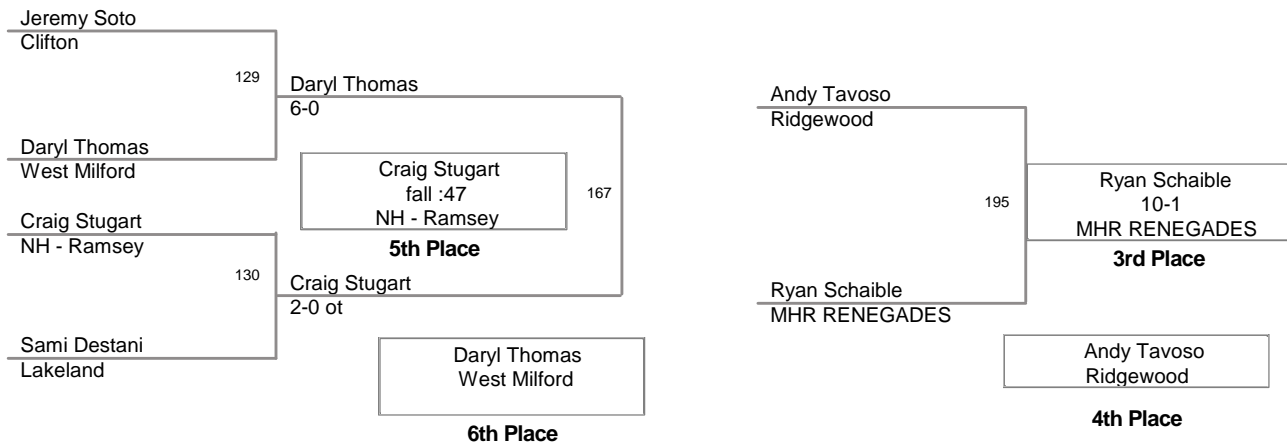 Jeremy Soto
Clifton
129
Daryl Thomas
6-0
Daryl Thomas
West Milford
Craig Stugart
fall :47
NH - Ramsey
5th Place
167
Craig Stugart
NH - Ramsey
130
Craig Stugart
2-0 ot
Sami Destani
Lakeland
Daryl Thomas
West Milford
6th Place
Andy Tavoso
Ridgewood
195
Ryan Schaible
10-1
MHR RENEGADES
3rd Place
Ryan Schaible
MHR RENEGADES
Andy Tavoso
Ridgewood
4th Place